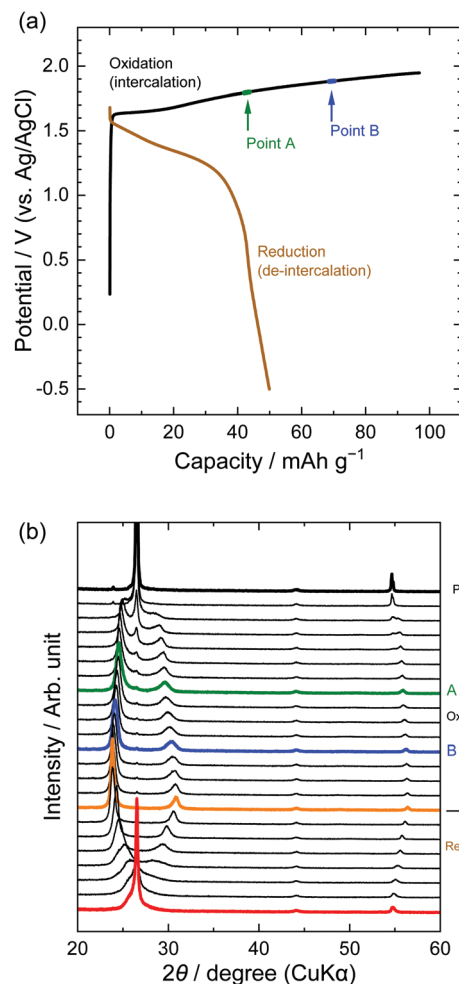 (a)
Potential / V (vs. Ag/AgCl)
2.0
1.5
1.0
0.5
0.0
-0.5
Oxidation
(intercalation)
Point A
Point B
Reduction
(de-intercalation)
0 20 40 60 80 100
Capacity / mAh g⁻¹
(b)
Intensity / Arb. unit
P
A
Ox
B
Re
20 30 40 50 60
2θ / degree (CuKα)